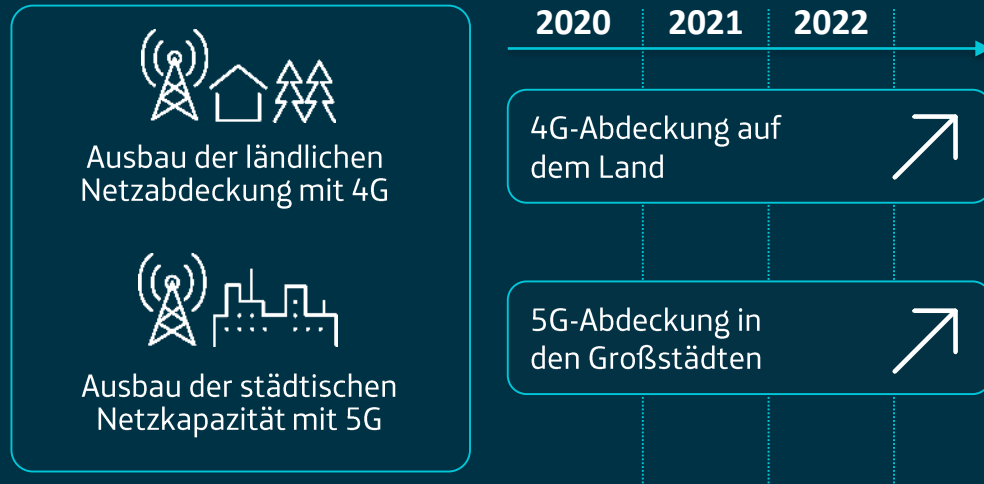 Ausbau der ländlichen
Netzabdeckung mit 4G
Ausbau der städtischen
Netzkapazität mit 5G
2020 2021 2022
4G-Abdeckung auf
dem Land
5G-Abdeckung in
den Großstädten